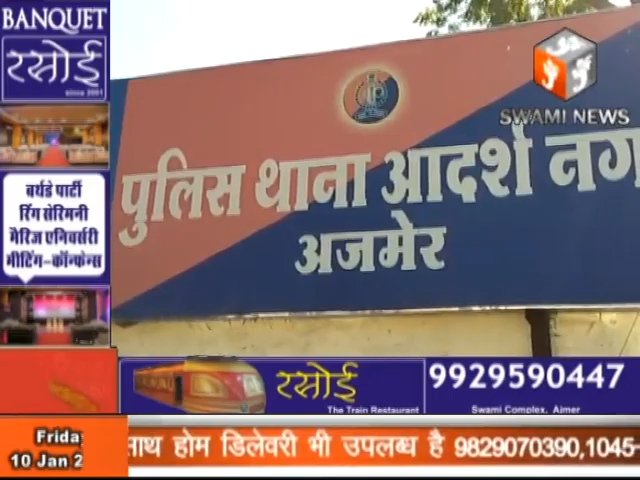 BANQUET
रसोई
since 2001
SWAMI NEWS
पुलिस थाना आदर्श नग
अजमेर
बर्थडे पार्टी
रिंग सेरिमनी
मैरिज एनिवर्सरी
मीटिंग-कॉन्फेन्स
रसोई
The Train Restaurant
9929590447
Swami Complex, Ajmer
Frida
10 Jan 2
साथ होम डिलेवरी भी उपलब्ध है 9829070390,1045-